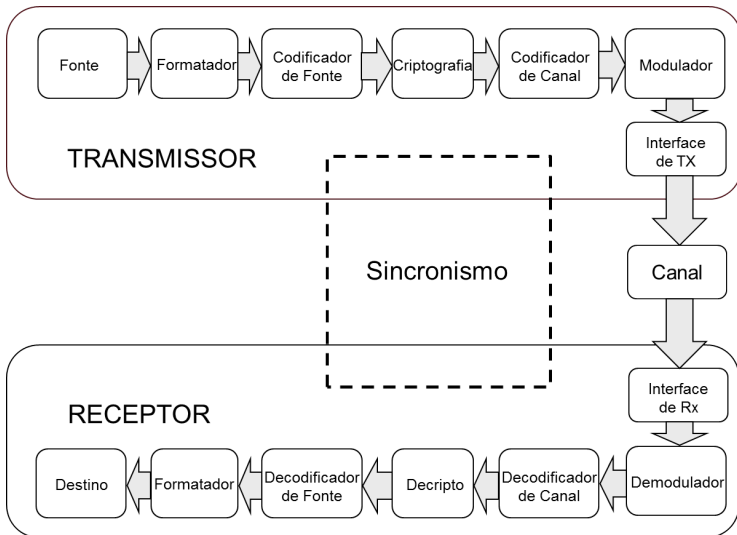 Fonte
Formatador
Codificador
de Fonte
Criptografia
Codificador
de Canal
Modulador
Interface
de TX
TRANSMISSOR
Sincronismo
Canal
Interface
de Rx
RECEPTOR
Destino
Formatador
Decodificador
de Fonte
Decripto
Decodificador
de Canal
Demodulador